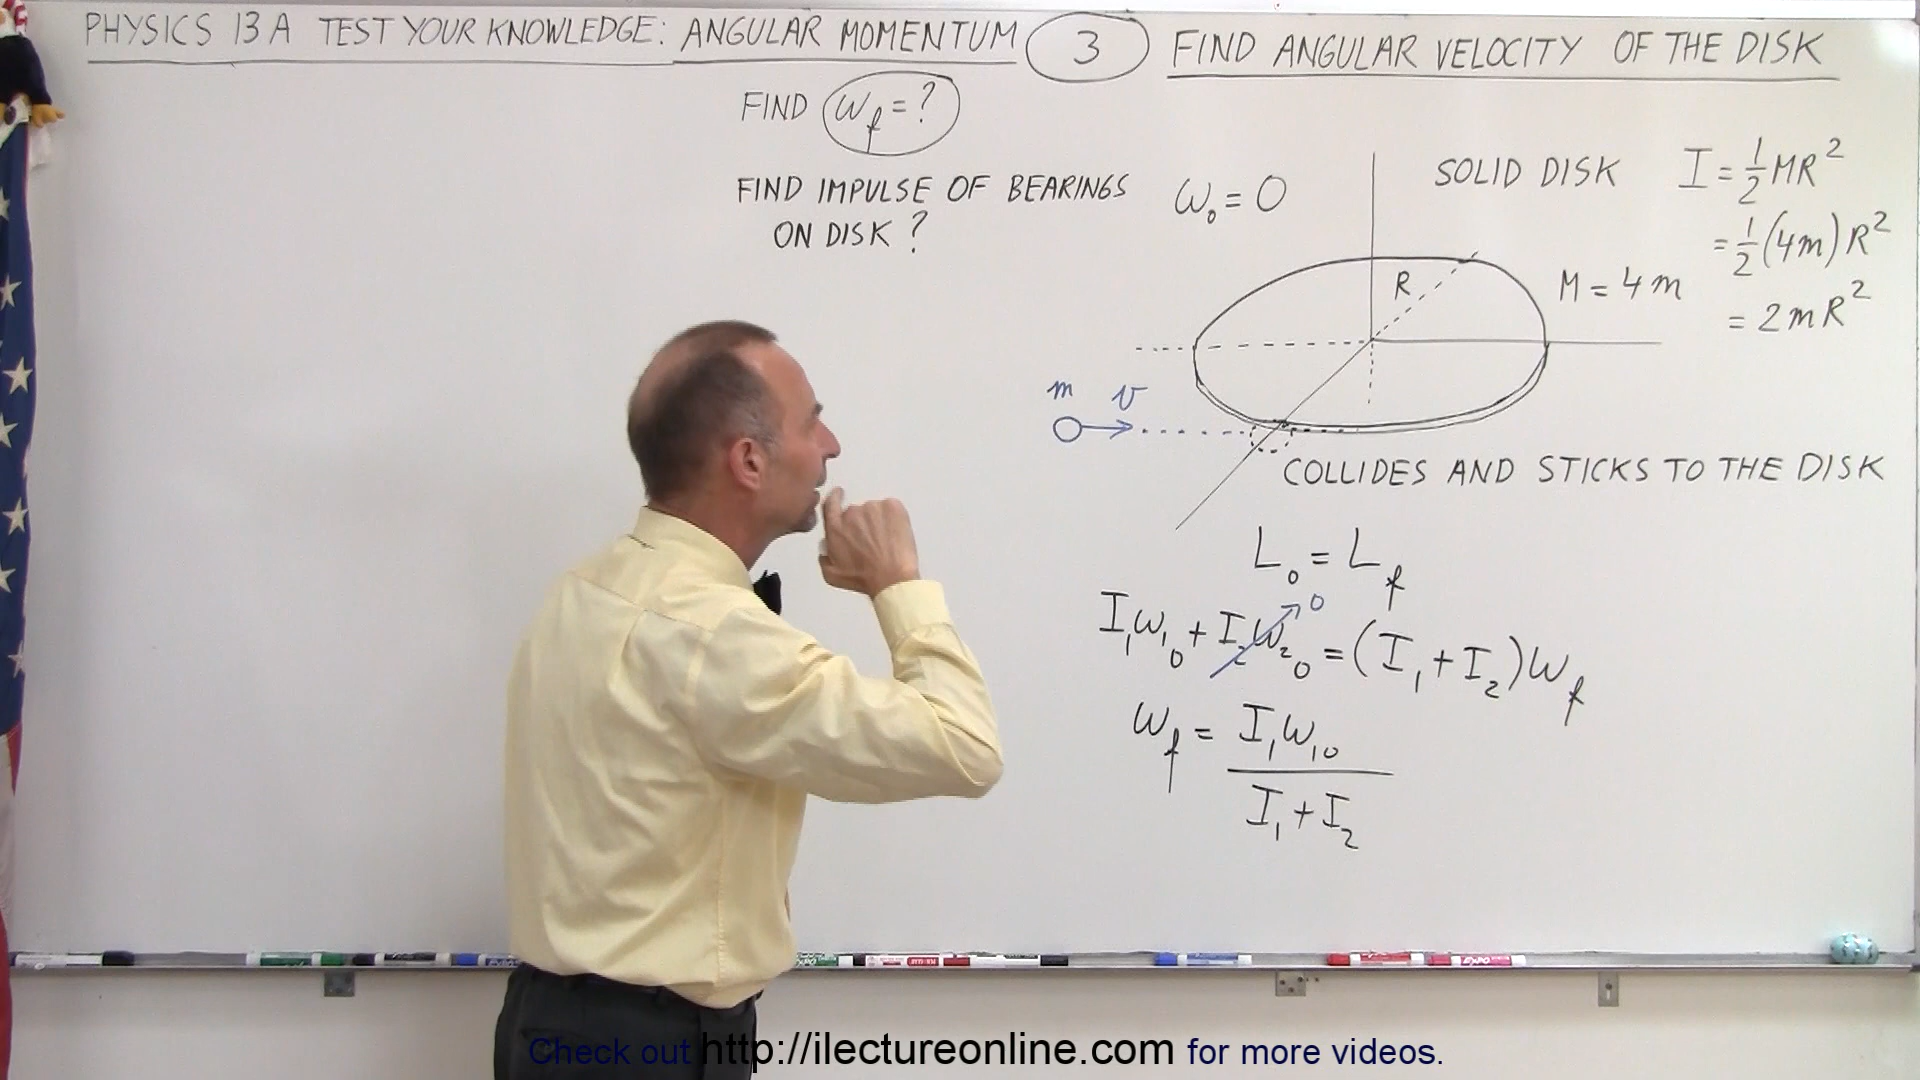 PHYSICS 13A TEST YOUR KNOWLEDGE: ANGULAR MOMENTUM 3 FIND ANGULAR VELOCITY OF THE DISK
FIND ω_f = ?
FIND IMPULSE OF BEARINGS
ON DISK ?
ω₀ = 0
SOLID DISK I = ½MR²
= ½(4m)R²
= 2mR²
R
M = 4m
m v
COLLIDES AND STICKS TO THE DISK
L₀ = L_f
I₁ω₁₀ + I₂ω₂₀ = (I₁ + I₂)ω_f
0
ω_f = I₁ω₁₀ / (I₁ + I₂)
EXPO
Check out http://ilectureonline.com for more videos.